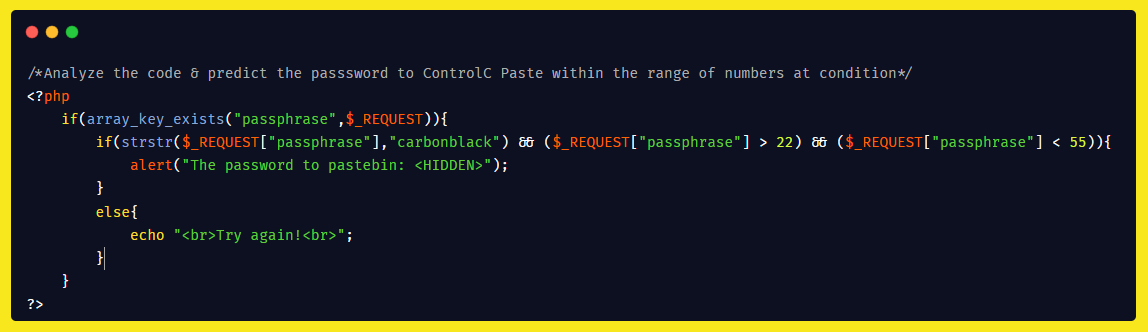 /*Analyze the code & predict the passsword to ControlC Paste within the range of numbers at condition*/
<?php
    if(array_key_exists("passphrase",$_REQUEST)){
        if(strstr($_REQUEST["passphrase"],"carbonblack") && ($_REQUEST["passphrase"] > 22) && ($_REQUEST["passphrase"] < 55)){
            alert("The password to pastebin: <HIDDEN>");
        }
        else{
            echo "<br>Try again!<br>";
        }
    }
?>